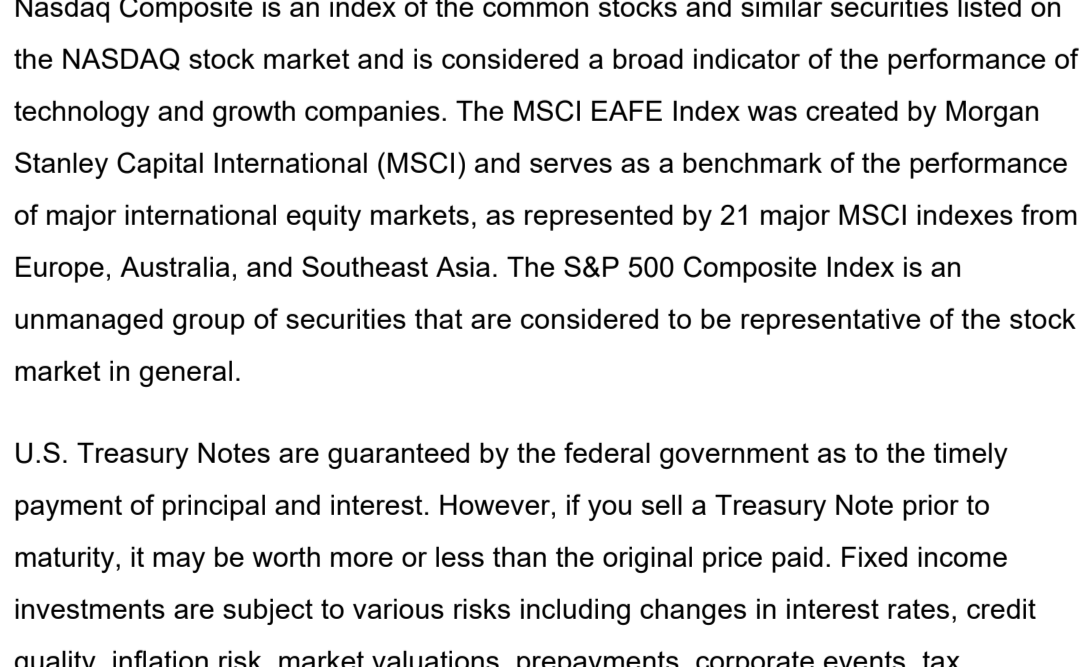 Nasdaq Composite is an index of the common stocks and similar securities listed on
the NASDAQ stock market and is considered a broad indicator of the performance of
technology and growth companies. The MSCI EAFE Index was created by Morgan
Stanley Capital International (MSCI) and serves as a benchmark of the performance
of major international equity markets, as represented by 21 major MSCI indexes from
Europe, Australia, and Southeast Asia. The S&P 500 Composite Index is an
unmanaged group of securities that are considered to be representative of the stock
market in general.
U.S. Treasury Notes are guaranteed by the federal government as to the timely
payment of principal and interest. However, if you sell a Treasury Note prior to
maturity, it may be worth more or less than the original price paid. Fixed income
investments are subject to various risks including changes in interest rates, credit
quality, inflation risk, market valuations, prepayments, corporate events, tax